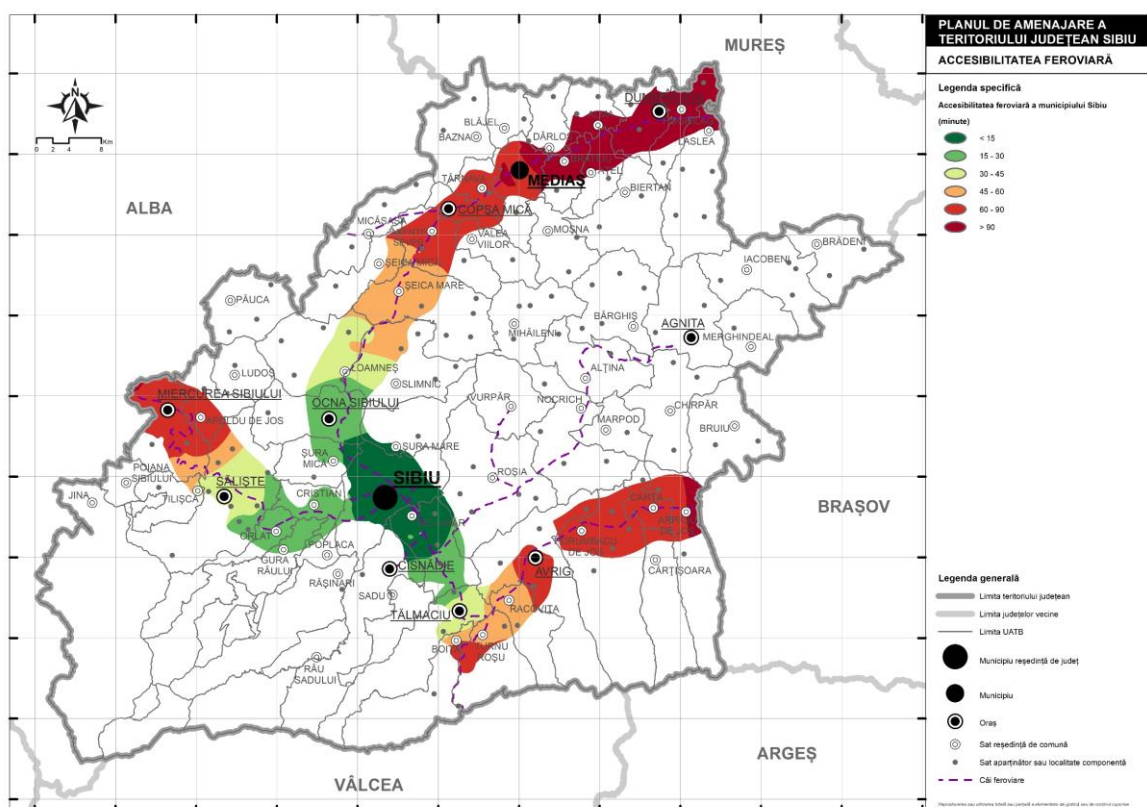 PLANUL DE AMENAJARE A
TERITORIULUI JUDEȚEAN SIBIU
ACCESIBILITATEA FEROVIARĂ
Legenda specifică
Accesibilitatea feroviară a municipiului Sibiu
(minute)
< 15
15 - 30
30 - 45
45 - 60
60 - 90
> 90
Legenda generală
Limita teritoriului județean
Limita județelor vecine
Limita UATB
Municipiu reședință de județ
Municipiu
Oraș
Sat reședință de comună
Sat aparținător sau localitate componentă
Căi feroviare
N
0 2 4 8 Km
MUREȘ
ALBA
BRAȘOV
ARGEȘ
VÂLCEA
BLĂJEL
BAZNA
DÂRLOS
LASLEA
MEDIAȘ
BIERTAN
TÂRNAVA
COPȘA MICĂ
MICĂSASA
VALEA
VIILOR
MOȘNA
BRĂDENI
IACOBENI
ȘEICA MICĂ
ȘEICA MARE
PĂUCA
MIHĂILENI
BÂRGHIȘ
AGNITA
MERGHINDEAL
LUDOȘ
LOAMNEȘ
SLIMNIC
ALȚINA
MIERCUREA SIBIULUI
APOLDU DE JOS
OCNA SIBIULUI
VURPĂR
NOCRICH
MARPOD
CHIRPĂR
BRUIU
ȘURA MARE
ȘURA
MICĂ
POIANA
SIBIULUI
JINA
TILIȘCA
SĂLIȘTE
SIBIU
ROȘIA
CRISTIAN
ORLAT
GURA
RÂULUI
POPLACA
RĂȘINARI
CISNĂDIE
SADU
TĂLMACIU
AVRIG
RACOVIȚA
TURNU
ROȘU
BOIȚA
CÂRȚA
CÂRȚIȘOARA
RÂU
SADULUI